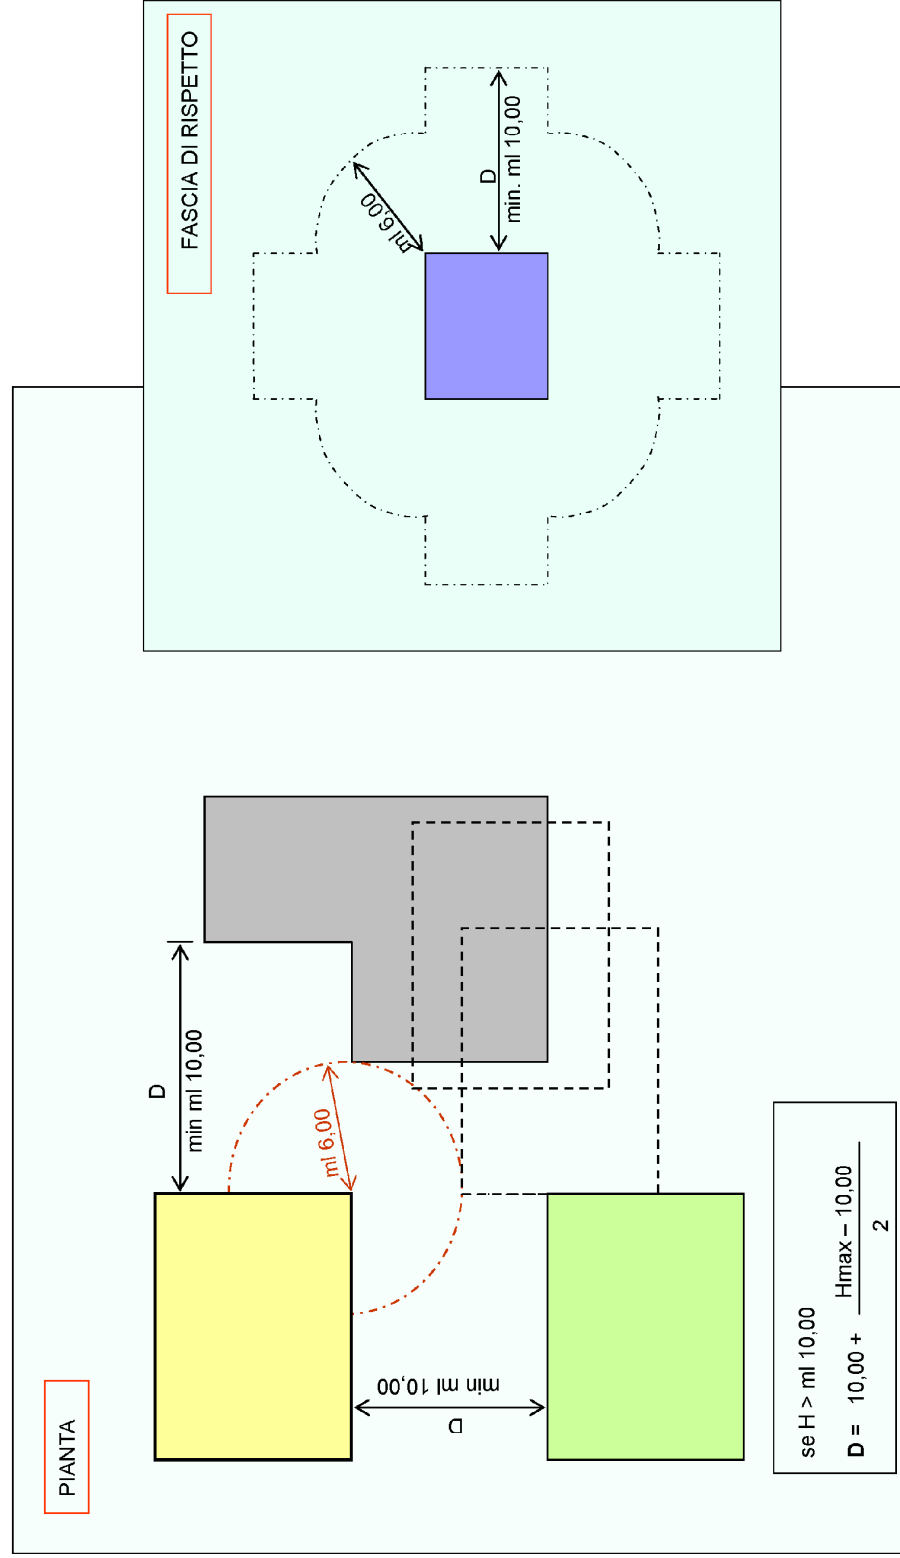 PIANTA
D
min ml 10,00
ml 6,00
D
min ml 10,00
se H > ml 10,00
D = 10,00 + Hmax – 10,00
2
FASCIA DI RISPETTO
ml 6,00
D
min. ml 10,00